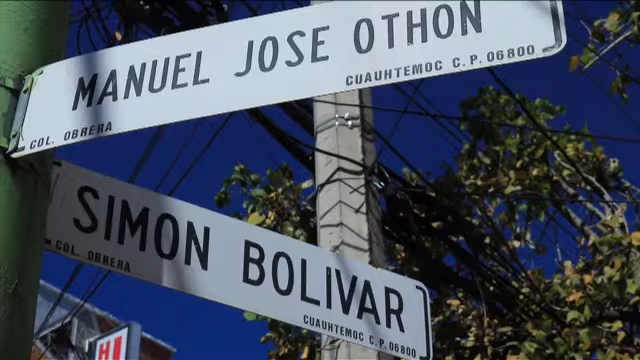 MANUEL JOSE OTHON
COL. OBRERA CUAUHTEMOC C.P. 06800
SIMON BOLIVAR
COL. OBRERA CUAUHTEMOC C.P. 06800
H